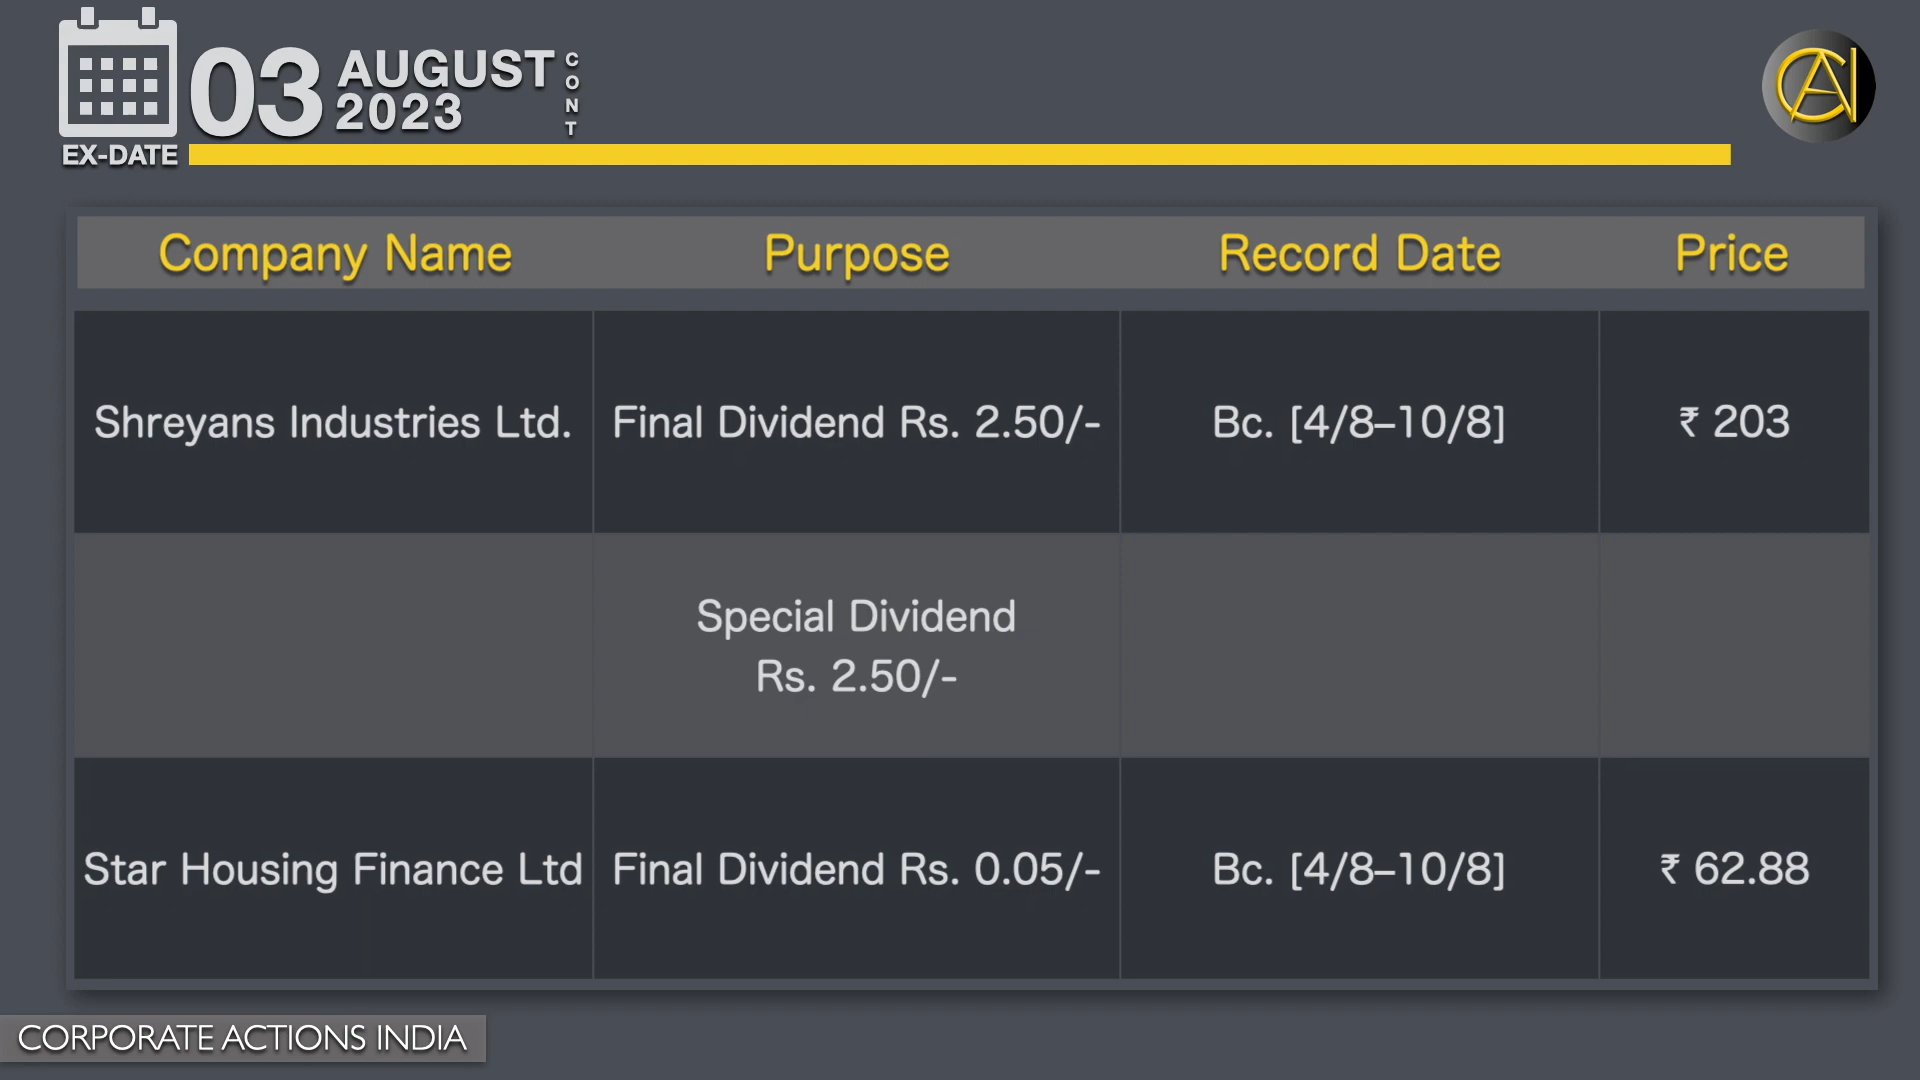 03
AUGUST
2023
CONT
EX-DATE
CAI
Company Name Purpose Record Date Price
Shreyans Industries Ltd. Final Dividend Rs. 2.50/- Bc. [4/8–10/8] ₹ 203
Special Dividend
Rs. 2.50/-
Star Housing Finance Ltd Final Dividend Rs. 0.05/- Bc. [4/8–10/8] ₹ 62.88
CORPORATE ACTIONS INDIA